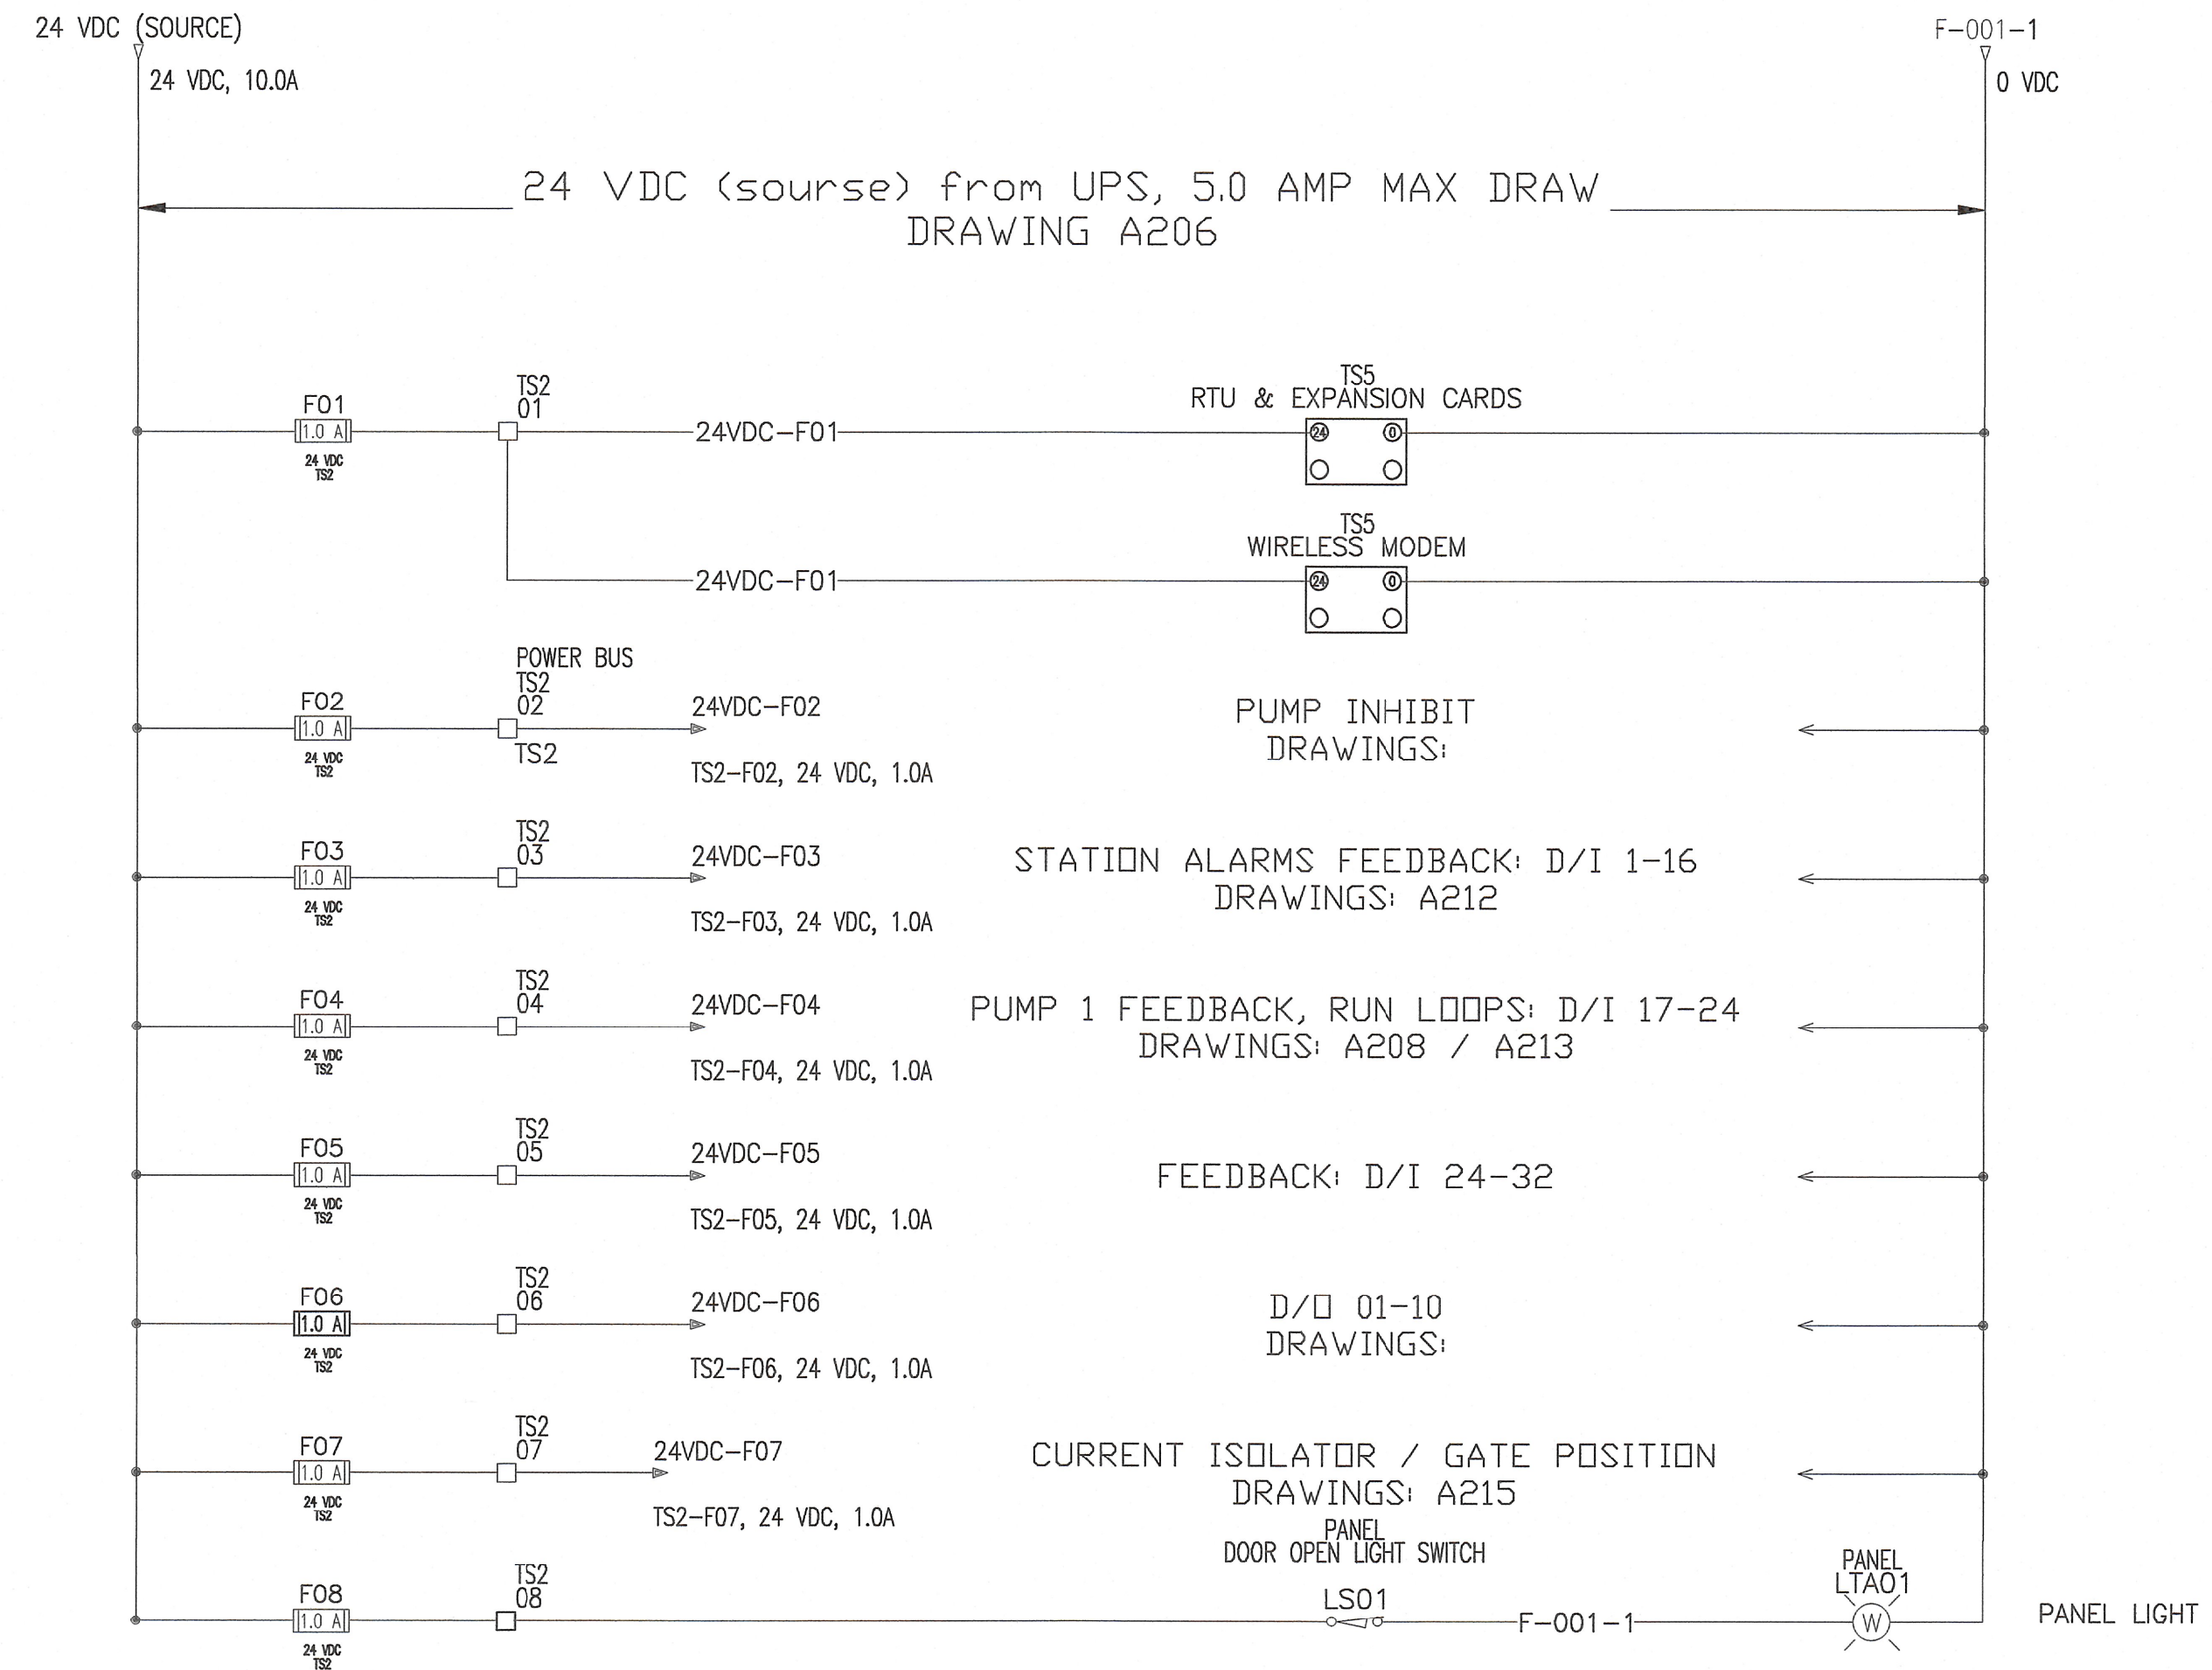 24 VDC (SOURCE)
F-001-1
24 VDC, 10.0A
0 VDC
24 VDC (sourse) from UPS, 5.0 AMP MAX DRAW
DRAWING A206
F01
1.0 A
24 VDC
TS2
TS2
01
24VDC-F01
TS5
RTU & EXPANSION CARDS
24
0
24VDC-F01
TS5
WIRELESS MODEM
24
0
F02
1.0 A
24 VDC
TS2
POWER BUS
TS2
02
TS2
24VDC-F02
TS2-F02, 24 VDC, 1.0A
PUMP INHIBIT
DRAWINGS:
F03
1.0 A
24 VDC
TS2
TS2
03
24VDC-F03
TS2-F03, 24 VDC, 1.0A
STATION ALARMS FEEDBACK: D/I 1-16
DRAWINGS: A212
F04
1.0 A
24 VDC
TS2
TS2
04
24VDC-F04
TS2-F04, 24 VDC, 1.0A
PUMP 1 FEEDBACK, RUN LOOPS: D/I 17-24
DRAWINGS: A208 / A213
F05
1.0 A
24 VDC
TS2
TS2
05
24VDC-F05
TS2-F05, 24 VDC, 1.0A
FEEDBACK: D/I 24-32
F06
1.0 A
24 VDC
TS2
TS2
06
24VDC-F06
TS2-F06, 24 VDC, 1.0A
D/O 01-10
DRAWINGS:
F07
1.0 A
24 VDC
TS2
TS2
07
24VDC-F07
TS2-F07, 24 VDC, 1.0A
CURRENT ISOLATOR / GATE POSITION
DRAWINGS: A215
F08
1.0 A
24 VDC
TS2
TS2
08
PANEL
DOOR OPEN LIGHT SWITCH
LS01
F-001-1
PANEL
LTA01
W
PANEL LIGHT